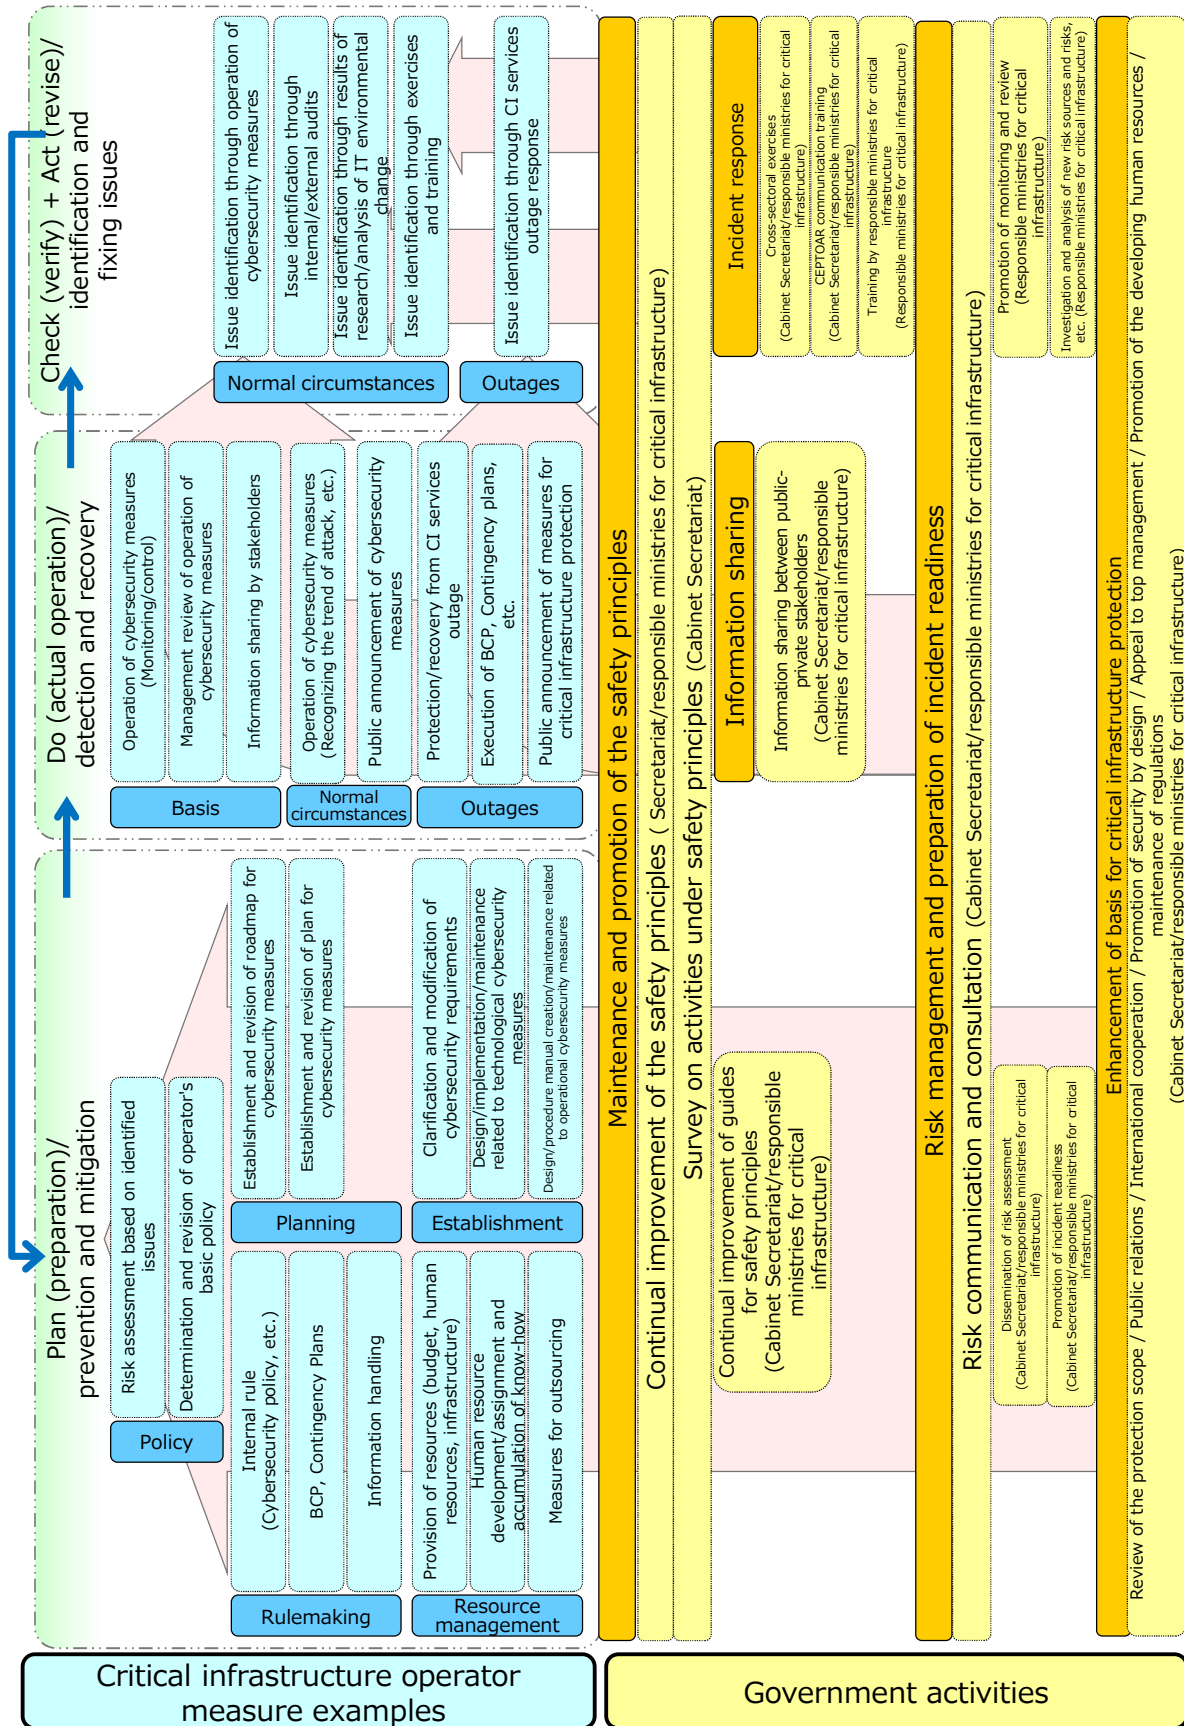 Critical infrastructure operator
measure examples
Plan (preparation)/
prevention and mitigation
Policy
Risk assessment based on identified
issues
Determination and revision of operator's
basic policy
Rulemaking
Internal rule
(Cybersecurity policy, etc.)
BCP, Contingency Plans
Information handling
Planning
Establishment and revision of roadmap for
cybersecurity measures
Establishment and revision of plan for
cybersecurity measures
Resource
management
Provision of resources (budget, human
resources, infrastructure)
Human resource
development/assignment and
accumulation of know-how
Measures for outsourcing
Establishment
Clarification and modification of
cybersecurity requirements
Design/implementation/maintenance
related to technological cybersecurity
measures
Design/procedure manual creation/maintenance related
to operational cybersecurity measures
Do (actual operation)/
detection and recovery
Basis
Operation of cybersecurity measures
(Monitoring/control)
Management review of operation of
cybersecurity measures
Information sharing by stakeholders
Normal
circumstances
Operation of cybersecurity measures
(Recognizing the trend of attack, etc.)
Public announcement of cybersecurity
measures
Outages
Protection/recovery from CI services
outage
Execution of BCP, Contingency plans,
etc.
Public announcement of measures for
critical infrastructure protection
Check (verify) + Act (revise)/
identification and
fixing issues
Normal circumstances
Issue identification through operation of
cybersecurity measures
Issue identification through
internal/external audits
Issue identification through results of
research/analysis of IT environmental
change
Issue identification through exercises
and training
Outages
Issue identification through CI services
outage response
Government activities
Maintenance and promotion of the safety principles
Continual improvement of the safety principles ( Secretariat/responsible ministries for critical infrastructure)
Survey on activities under safety principles (Cabinet Secretariat)
Continual improvement of guides
for safety principles
(Cabinet Secretariat/responsible
ministries for critical
infrastructure)
Information sharing
Information sharing between public-
private stakeholders
(Cabinet Secretariat/responsible
ministries for critical infrastructure)
Incident response
Cross-sectoral exercises
(Cabinet Secretariat/responsible ministries for critical
infrastructure)
CEPTOAR communication training
(Cabinet Secretariat/responsible ministries for critical
infrastructure)
Training by responsible ministries for critical
infrastructure
(Responsible ministries for critical infrastructure)
Risk management and preparation of incident readiness
Risk communication and consultation (Cabinet Secretariat/responsible ministries for critical infrastructure)
Dissemination of risk assessment
(Cabinet Secretariat/responsible ministries for critical
infrastructure)
Promotion of incident readiness
(Cabinet Secretariat/responsible ministries for critical
infrastructure)
Promotion of monitoring and review
(Responsible ministries for critical
infrastructure)
Investigation and analysis of new risk sources and risks,
etc. (Responsible ministries for critical infrastructure)
Enhancement of basis for critical infrastructure protection
Review of the protection scope / Public relations / International cooperation / Promotion of security by design / Appeal to top management / Promotion of the developing human resources /
maintenance of regulations
(Cabinet Secretariat/responsible ministries for critical infrastructure)